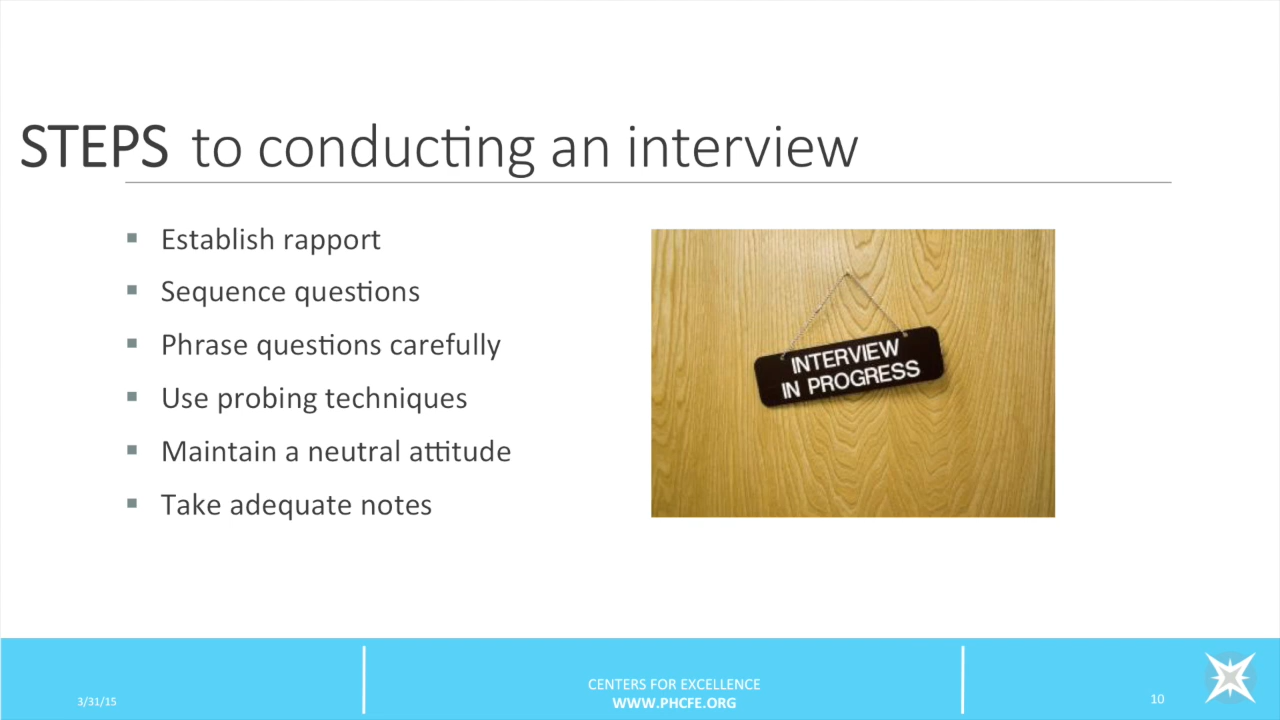 STEPS to conducting an interview
Establish rapport
Sequence questions
Phrase questions carefully
Use probing techniques
Maintain a neutral attitude
Take adequate notes
INTERVIEW
IN PROGRESS
3/31/15
CENTERS FOR EXCELLENCE
WWW.PHCFE.ORG
10